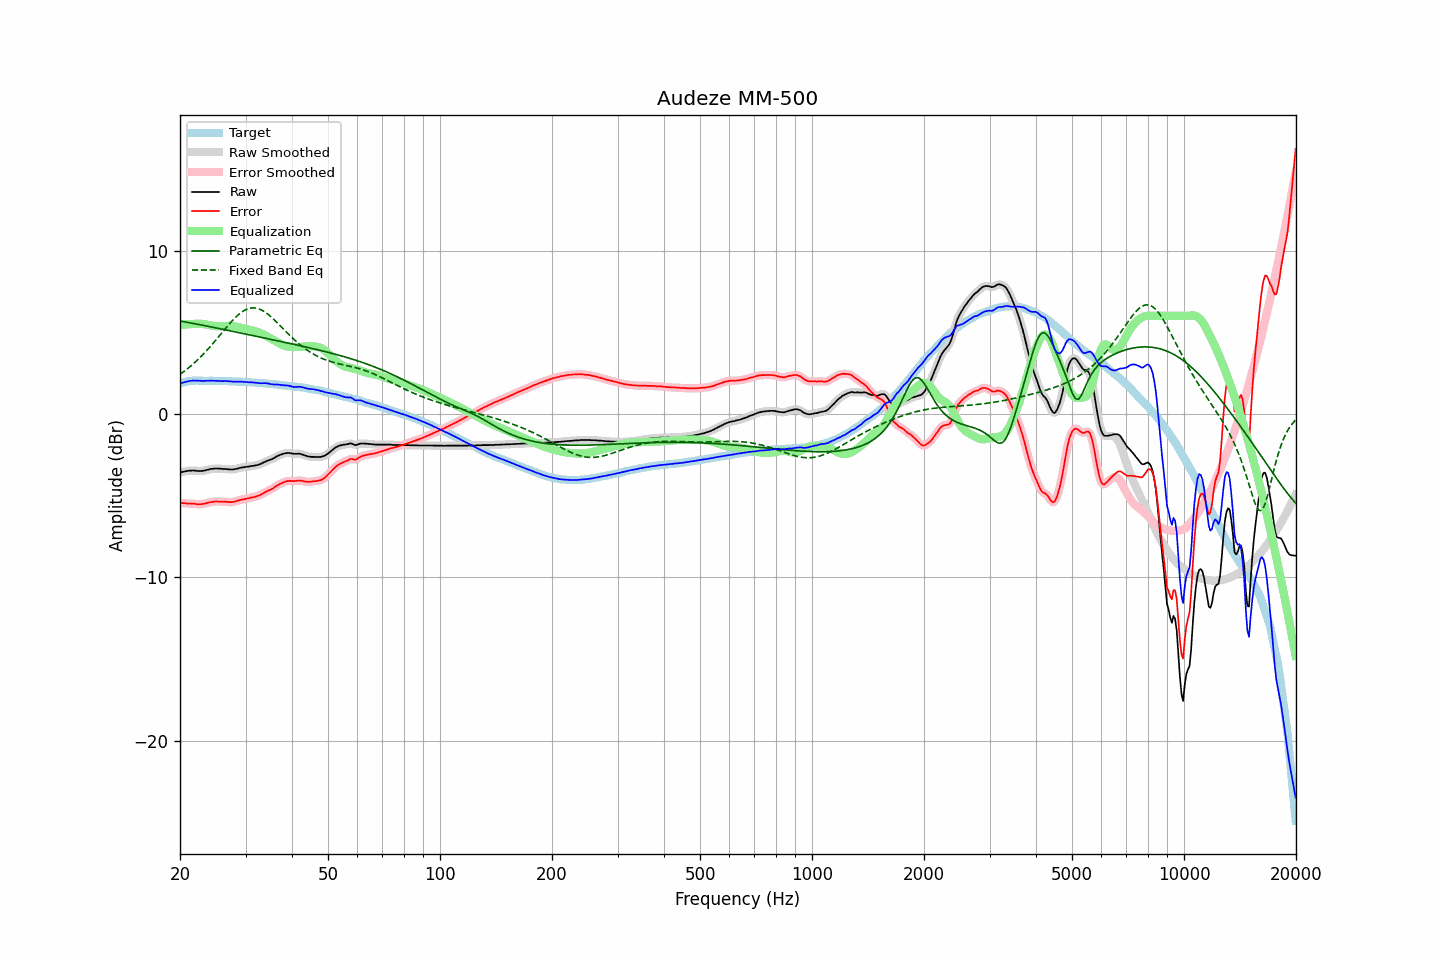 Audeze MM-500
Target
Raw Smoothed
Error Smoothed
Raw
Error
Equalization
Parametric Eq
Fixed Band Eq
Equalized
Amplitude (dBr)
10
0
−10
−20
20 50 100 200 500 1000 2000 5000 10000 20000
Frequency (Hz)